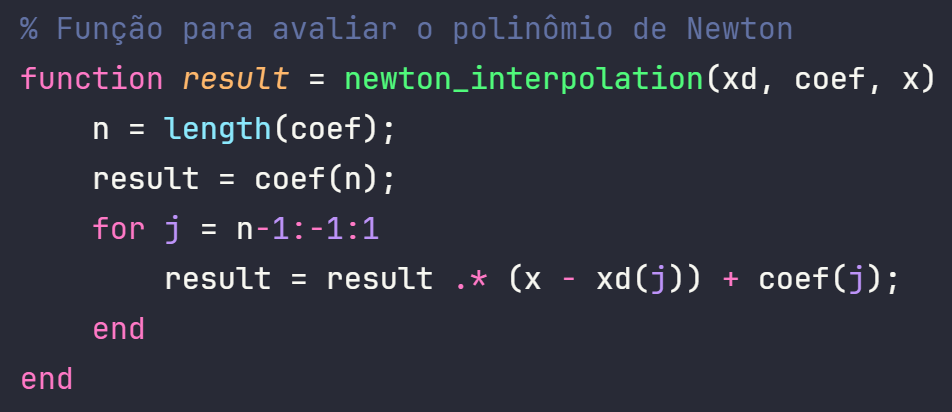 % Função para avaliar o polinômio de Newton
function result = newton_interpolation(xd, coef, x)
    n = length(coef);
    result = coef(n);
    for j = n-1:-1:1
        result = result .* (x - xd(j)) + coef(j);
    end
end